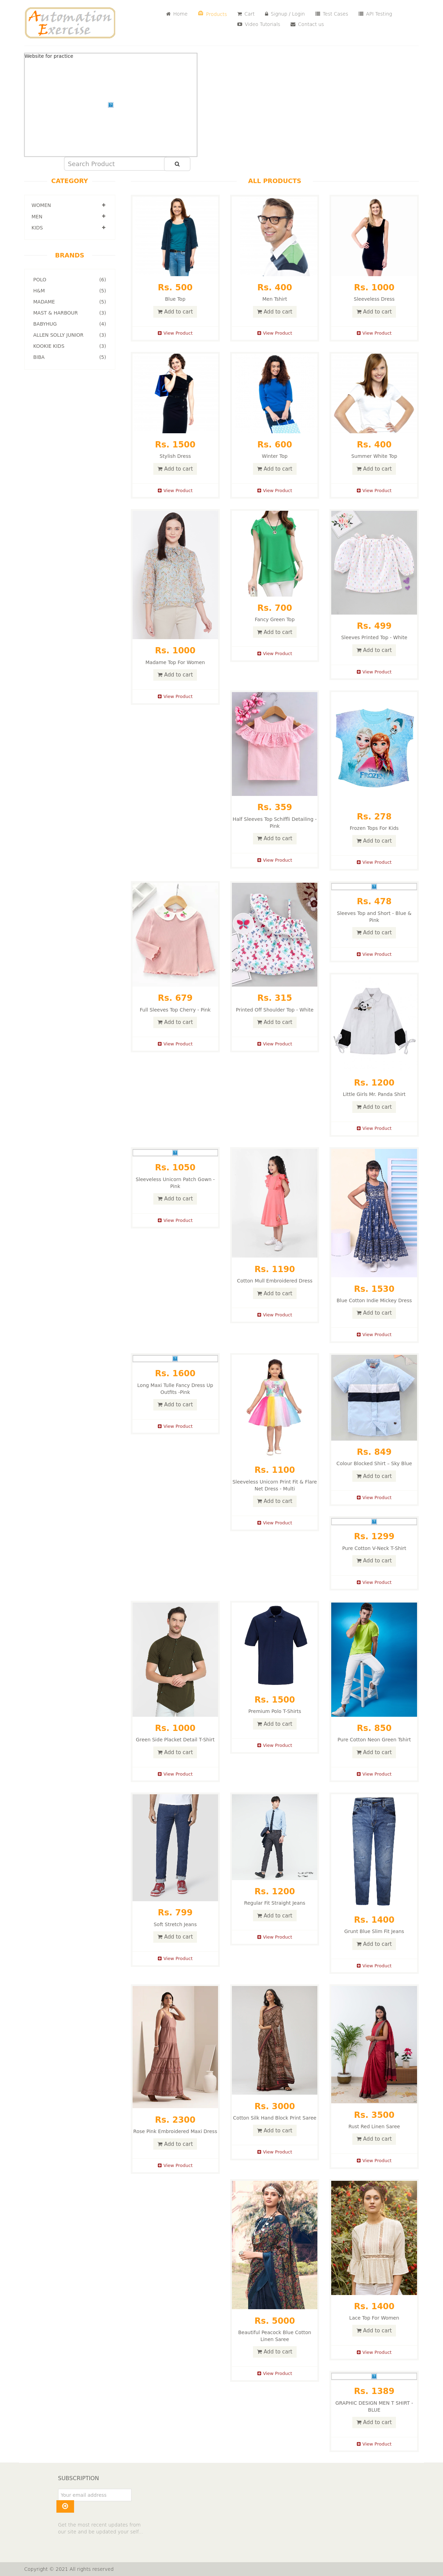 Automation
Exercise
Home
Products
Cart
Signup / Login
Test Cases
API Testing
Video Tutorials
Contact us
Website for practice
Search Product
CATEGORY
WOMEN
MEN
KIDS
BRANDS
POLO (6)
H&M (5)
MADAME (5)
MAST & HARBOUR (3)
BABYHUG (4)
ALLEN SOLLY JUNIOR (3)
KOOKIE KIDS (3)
BIBA (5)
ALL PRODUCTS
Rs. 500
Blue Top
Add to cart
View Product
Rs. 400
Men Tshirt
Add to cart
View Product
Rs. 1000
Sleeveless Dress
Add to cart
View Product
Rs. 1500
Stylish Dress
Add to cart
View Product
Rs. 600
Winter Top
Add to cart
View Product
Rs. 400
Summer White Top
Add to cart
View Product
Rs. 1000
Madame Top For Women
Add to cart
View Product
Rs. 700
Fancy Green Top
Add to cart
View Product
Rs. 499
Sleeves Printed Top - White
Add to cart
View Product
Rs. 359
Half Sleeves Top Schiffli Detailing -
Pink
Add to cart
View Product
FROZEN
Rs. 278
Frozen Tops For Kids
Add to cart
View Product
Rs. 679
Full Sleeves Top Cherry - Pink
Add to cart
View Product
Rs. 315
Printed Off Shoulder Top - White
Add to cart
View Product
Rs. 478
Sleeves Top and Short - Blue &
Pink
Add to cart
View Product
Rs. 1200
Little Girls Mr. Panda Shirt
Add to cart
View Product
Rs. 1050
Sleeveless Unicorn Patch Gown -
Pink
Add to cart
View Product
Rs. 1190
Cotton Mull Embroidered Dress
Add to cart
View Product
Rs. 1530
Blue Cotton Indie Mickey Dress
Add to cart
View Product
Rs. 1600
Long Maxi Tulle Fancy Dress Up
Outfits -Pink
Add to cart
View Product
Rs. 1100
Sleeveless Unicorn Print Fit & Flare
Net Dress - Multi
Add to cart
View Product
Rs. 849
Colour Blocked Shirt – Sky Blue
Add to cart
View Product
Rs. 1299
Pure Cotton V-Neck T-Shirt
Add to cart
View Product
Rs. 1000
Green Side Placket Detail T-Shirt
Add to cart
View Product
Rs. 1500
Premium Polo T-Shirts
Add to cart
View Product
Rs. 850
Pure Cotton Neon Green Tshirt
Add to cart
View Product
Rs. 799
Soft Stretch Jeans
Add to cart
View Product
Rs. 1200
Regular Fit Straight Jeans
Add to cart
View Product
Rs. 1400
Grunt Blue Slim Fit Jeans
Add to cart
View Product
Rs. 2300
Rose Pink Embroidered Maxi Dress
Add to cart
View Product
Rs. 3000
Cotton Silk Hand Block Print Saree
Add to cart
View Product
Rs. 3500
Rust Red Linen Saree
Add to cart
View Product
Rs. 5000
Beautiful Peacock Blue Cotton
Linen Saree
Add to cart
View Product
Rs. 1400
Lace Top For Women
Add to cart
View Product
Rs. 1389
GRAPHIC DESIGN MEN T SHIRT -
BLUE
Add to cart
View Product
SUBSCRIPTION
Your email address
Get the most recent updates from
our site and be updated your self...
Copyright © 2021 All rights reserved